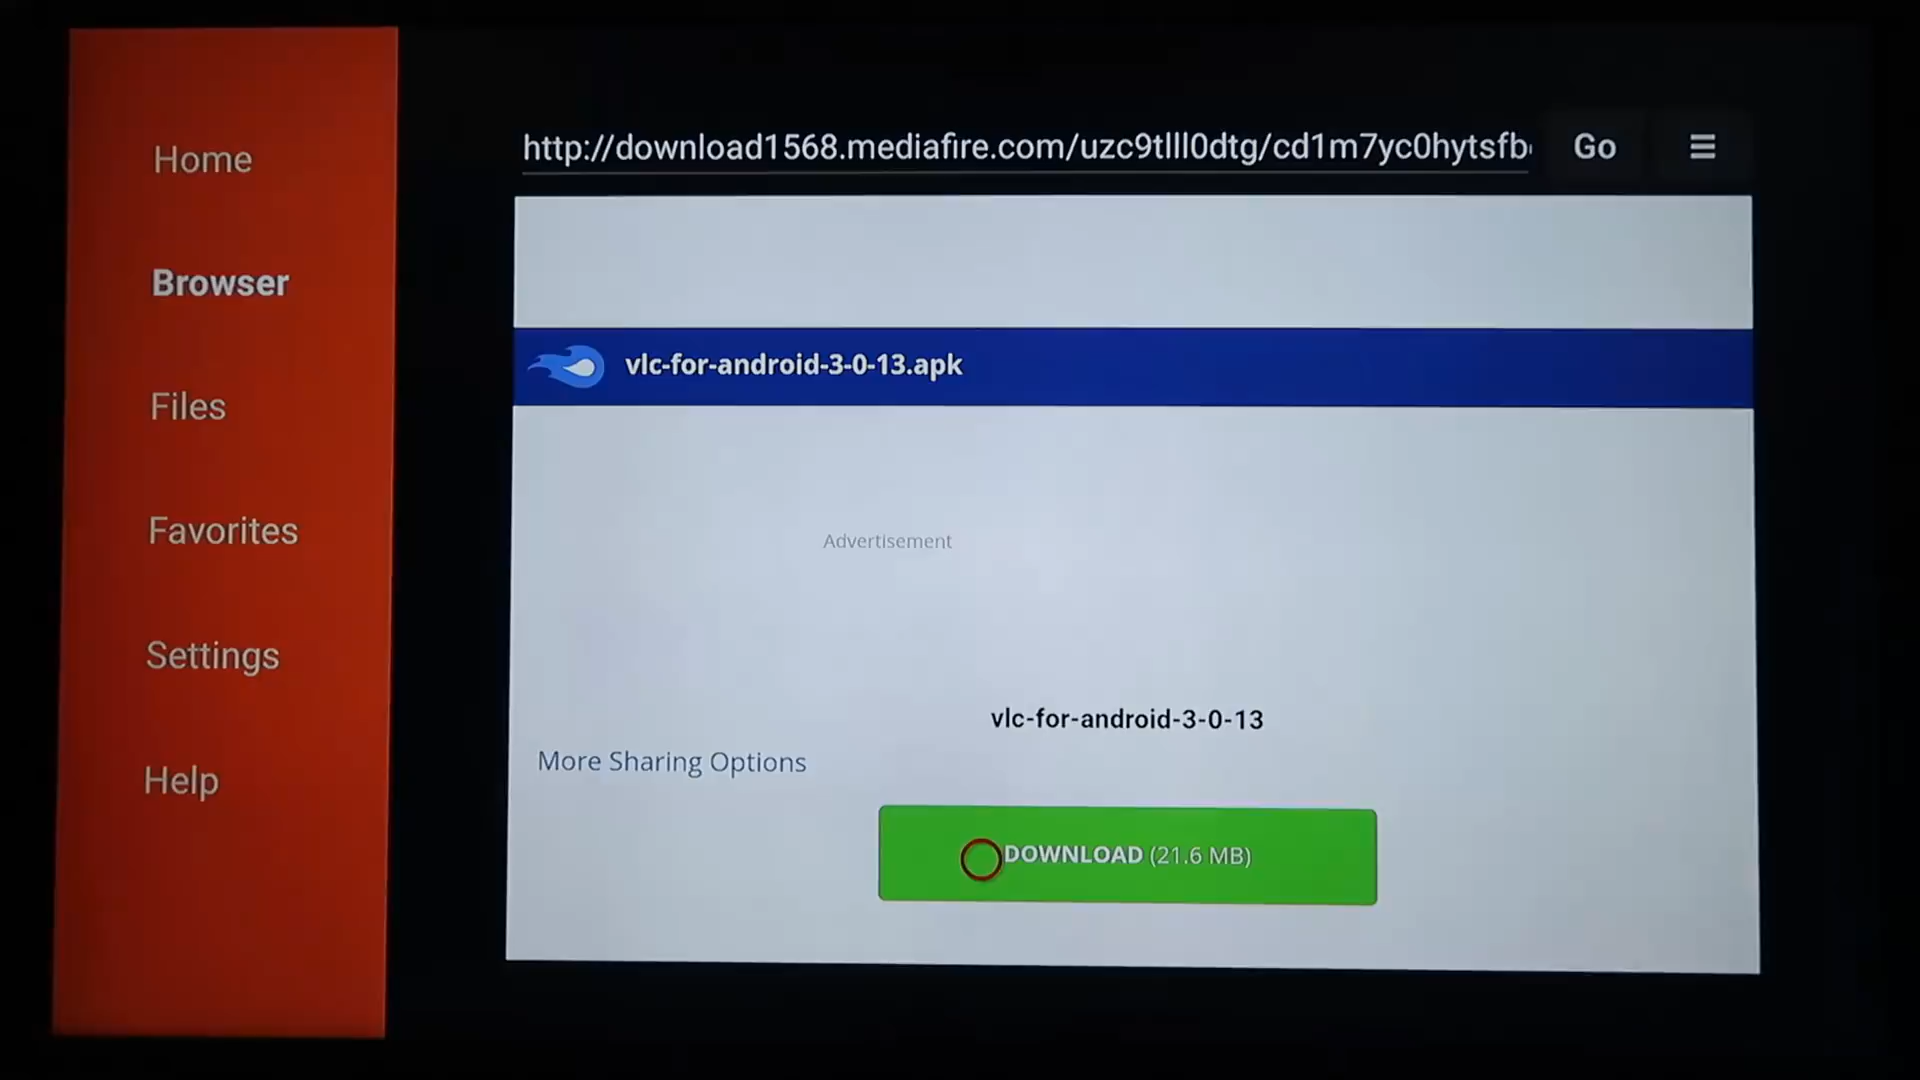 Home
Browser
Files
Favorites
Settings
Help
http://download1568.mediafire.com/uzc9tlll0dtg/cd1m7yc0hytsfb
Go
vlc-for-android-3-0-13.apk
Advertisement
vlc-for-android-3-0-13
More Sharing Options
DOWNLOAD (21.6 MB)